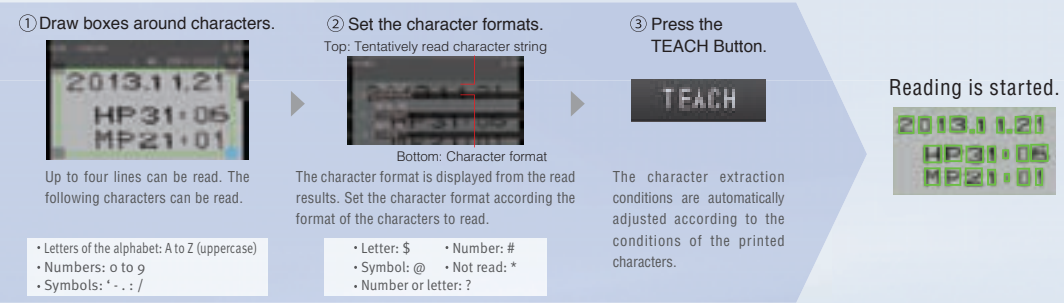 ① Draw boxes around characters.
2013.11.21
HP31:06
MP21:01
Up to four lines can be read. The
following characters can be read.
• Letters of the alphabet: A to Z (uppercase)
• Numbers: 0 to 9
• Symbols: ‘ - . : /
② Set the character formats.
Top: Tentatively read character string
Bottom: Character format
The character format is displayed from the read
results. Set the character format according the
format of the characters to read.
• Letter: $ • Number: #
• Symbol: @ • Not read: *
• Number or letter: ?
③ Press the
TEACH Button.
TEACH
The character extraction
conditions are automatically
adjusted according to the
conditions of the printed
characters.
Reading is started.
2013.11.21
HP31:06
MP21:01